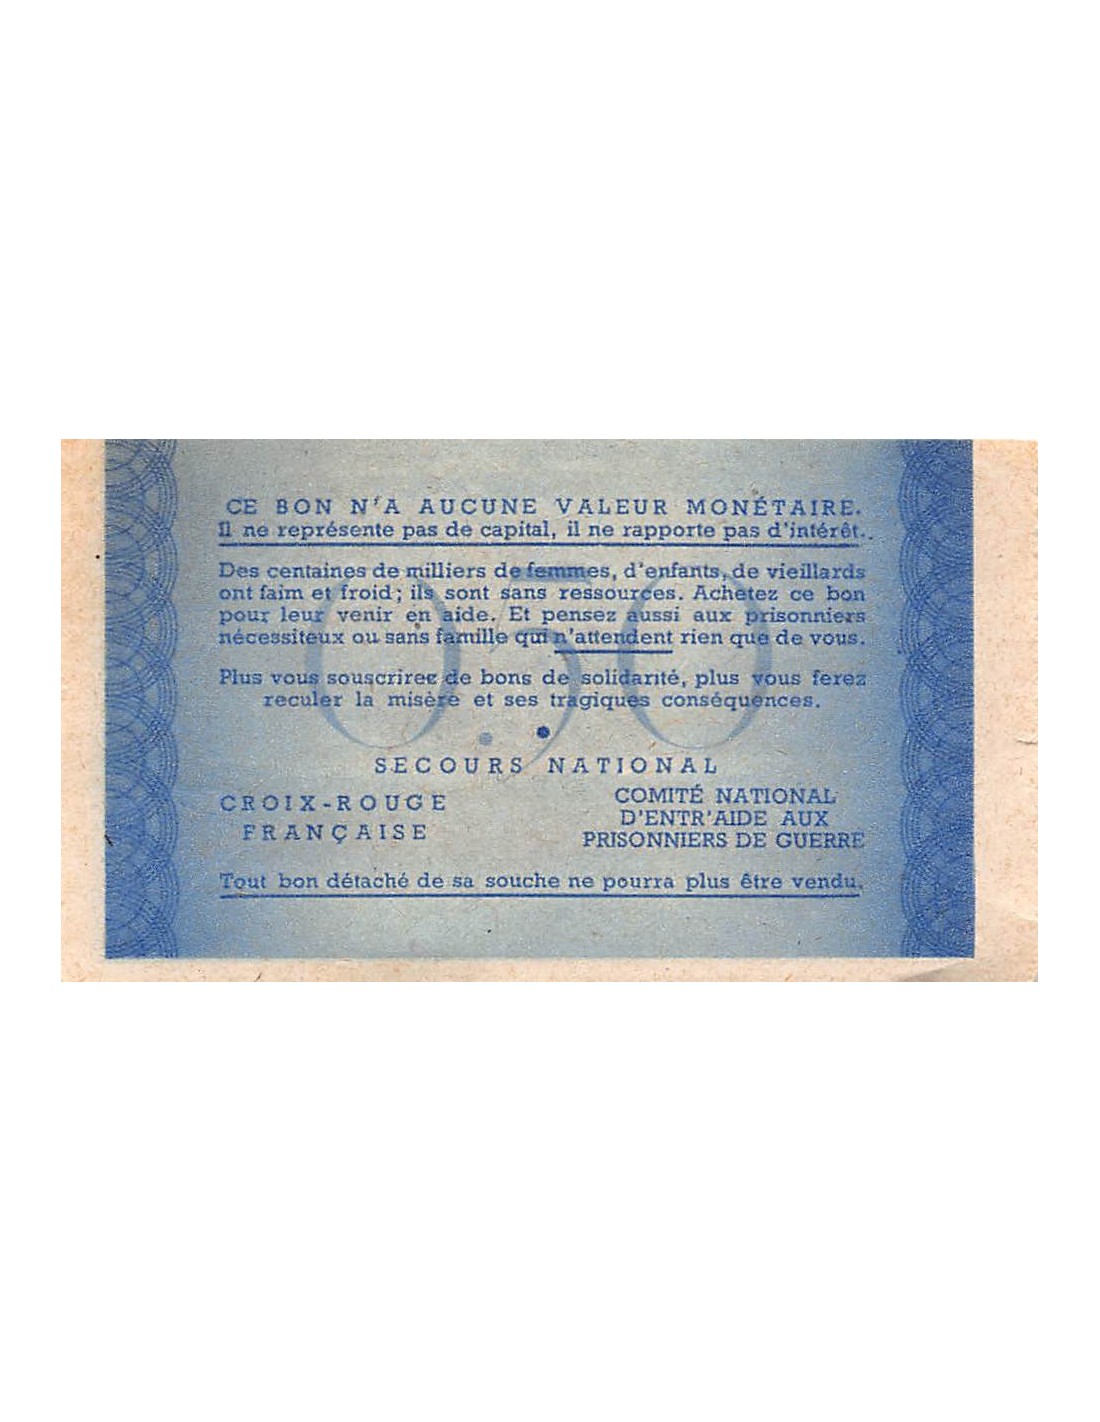 CE BON N'A AUCUNE VALEUR MONÉTAIRE.
Il ne représente pas de capital, il ne rapporte pas d'intérêt.
Des centaines de milliers de femmes, d'enfants, de vieillards
ont faim et froid; ils sont sans ressources. Achetez ce bon
pour leur venir en aide. Et pensez aussi aux prisonniers
nécessiteux ou sans famille qui n'attendent rien que de vous.
Plus vous souscrirez de bons de solidarité, plus vous ferez
reculer la misère et ses tragiques conséquences.
0,50
SECOURS NATIONAL
CROIX-ROUGE
FRANÇAISE
COMITÉ NATIONAL
D'ENTR'AIDE AUX
PRISONNIERS DE GUERRE
Tout bon détaché de sa souche ne pourra plus être vendu.